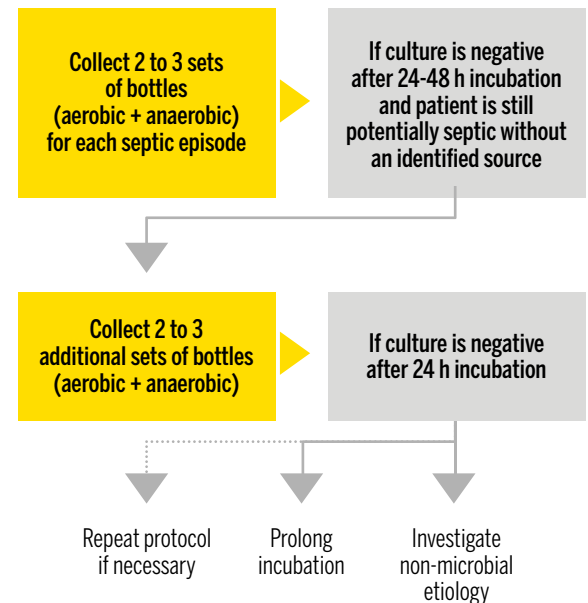 Collect 2 to 3 sets
of bottles
(aerobic + anaerobic)
for each septic episode
If culture is negative
after 24-48 h incubation
and patient is still
potentially septic without
an identified source
Collect 2 to 3
additional sets of bottles
(aerobic + anaerobic)
If culture is negative
after 24 h incubation
Repeat protocol
if necessary
Prolong
incubation
Investigate
non-microbial
etiology